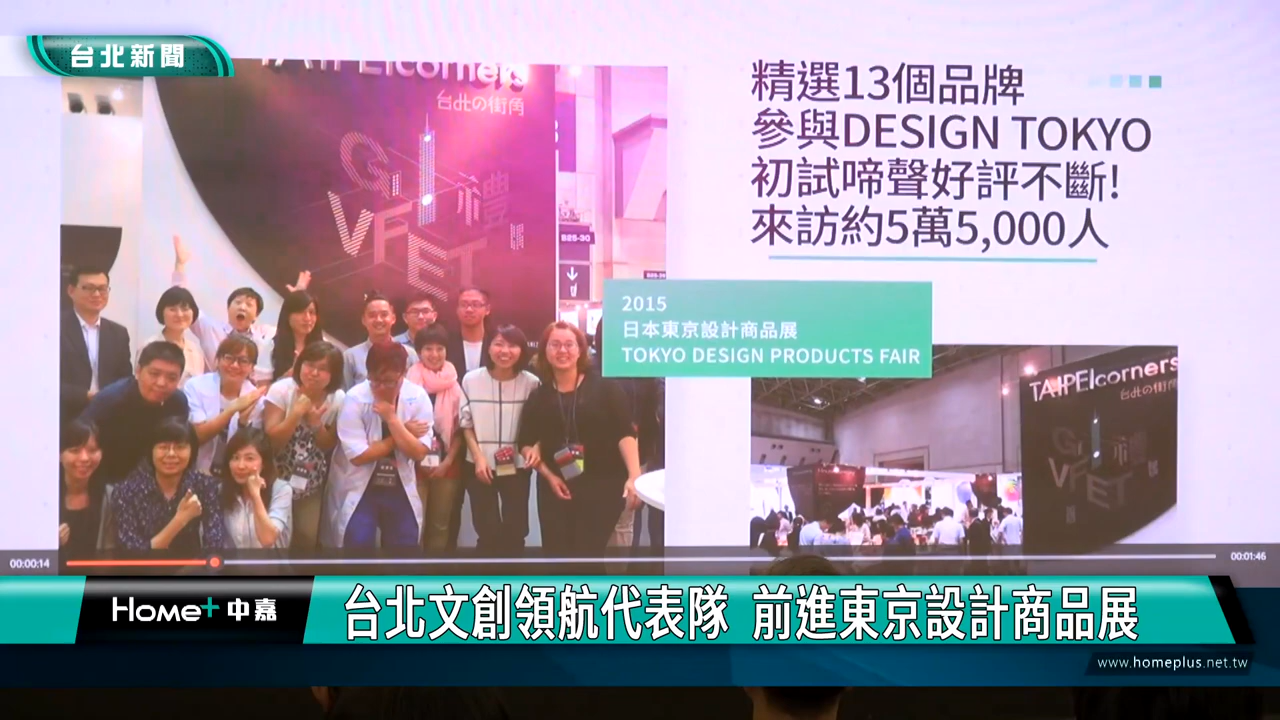 台北新聞
TAIPEIcorners
台北の街角
GI
VFIET
禮
B25-30
精選13個品牌
參與DESIGN TOKYO
初試啼聲好評不斷!
來訪約5萬5,000人
2015
日本東京設計商品展
TOKYO DESIGN PRODUCTS FAIR
TAIPEIcorners
台北の街角
00:00:14
00:01:46
Home+ 中嘉
台北文創領航代表隊 前進東京設計商品展
www.homeplus.net.tw